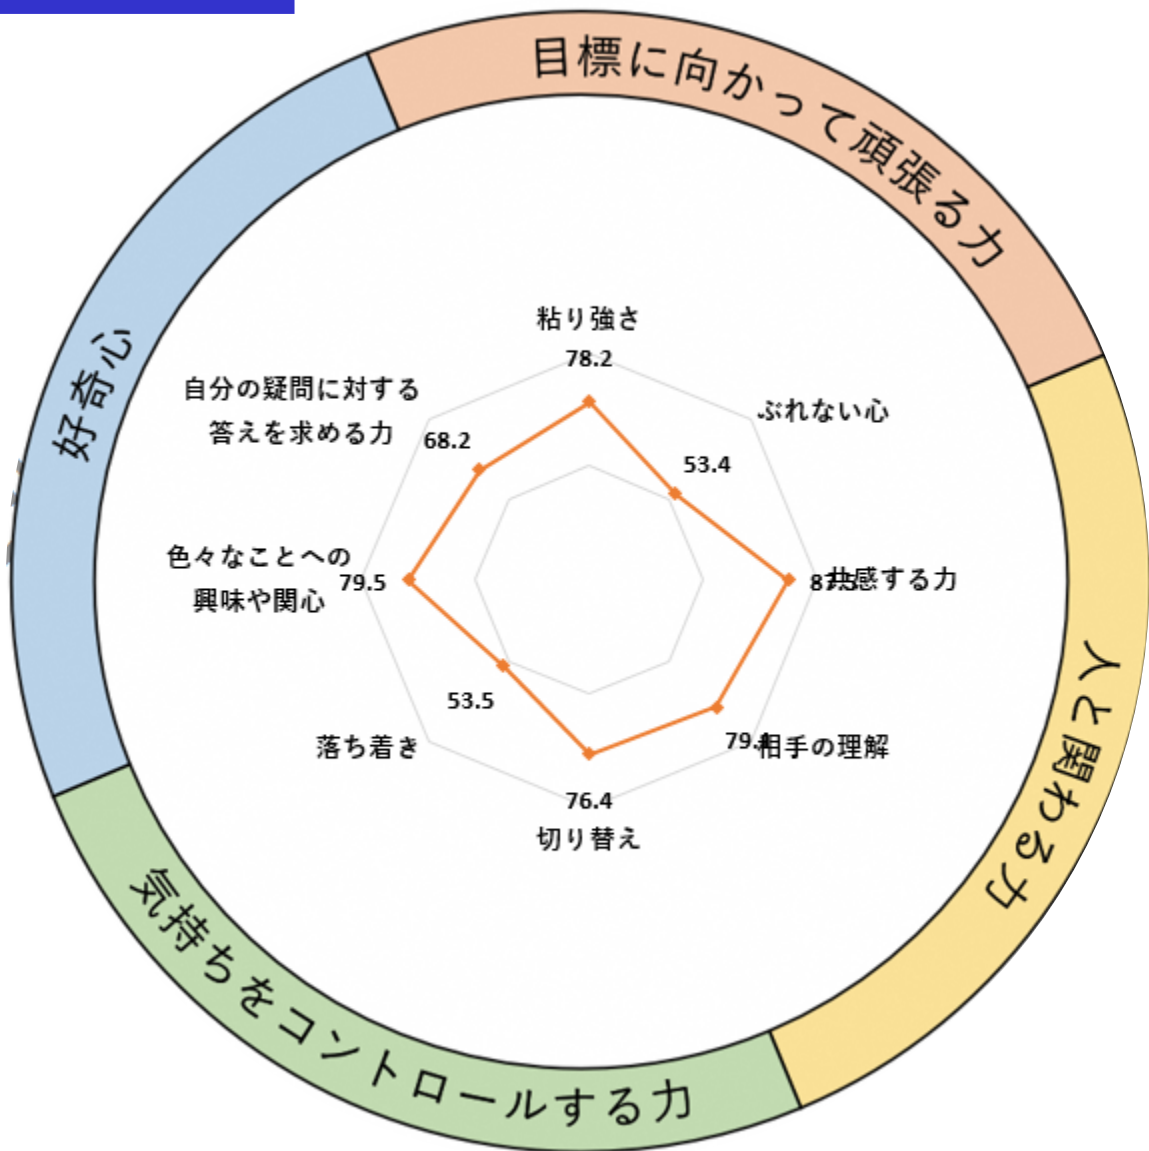 目標に向かって頑張る力
人と関わる力
気持ちをコントロールする力
好奇心
粘り強さ
78.2
ぶれない心
53.4
共感する力
87.5
相手の理解
切り替え
76.4
落ち着き
53.5
色々なことへの
興味や関心
79.5
自分の疑問に対する
答えを求める力
68.2